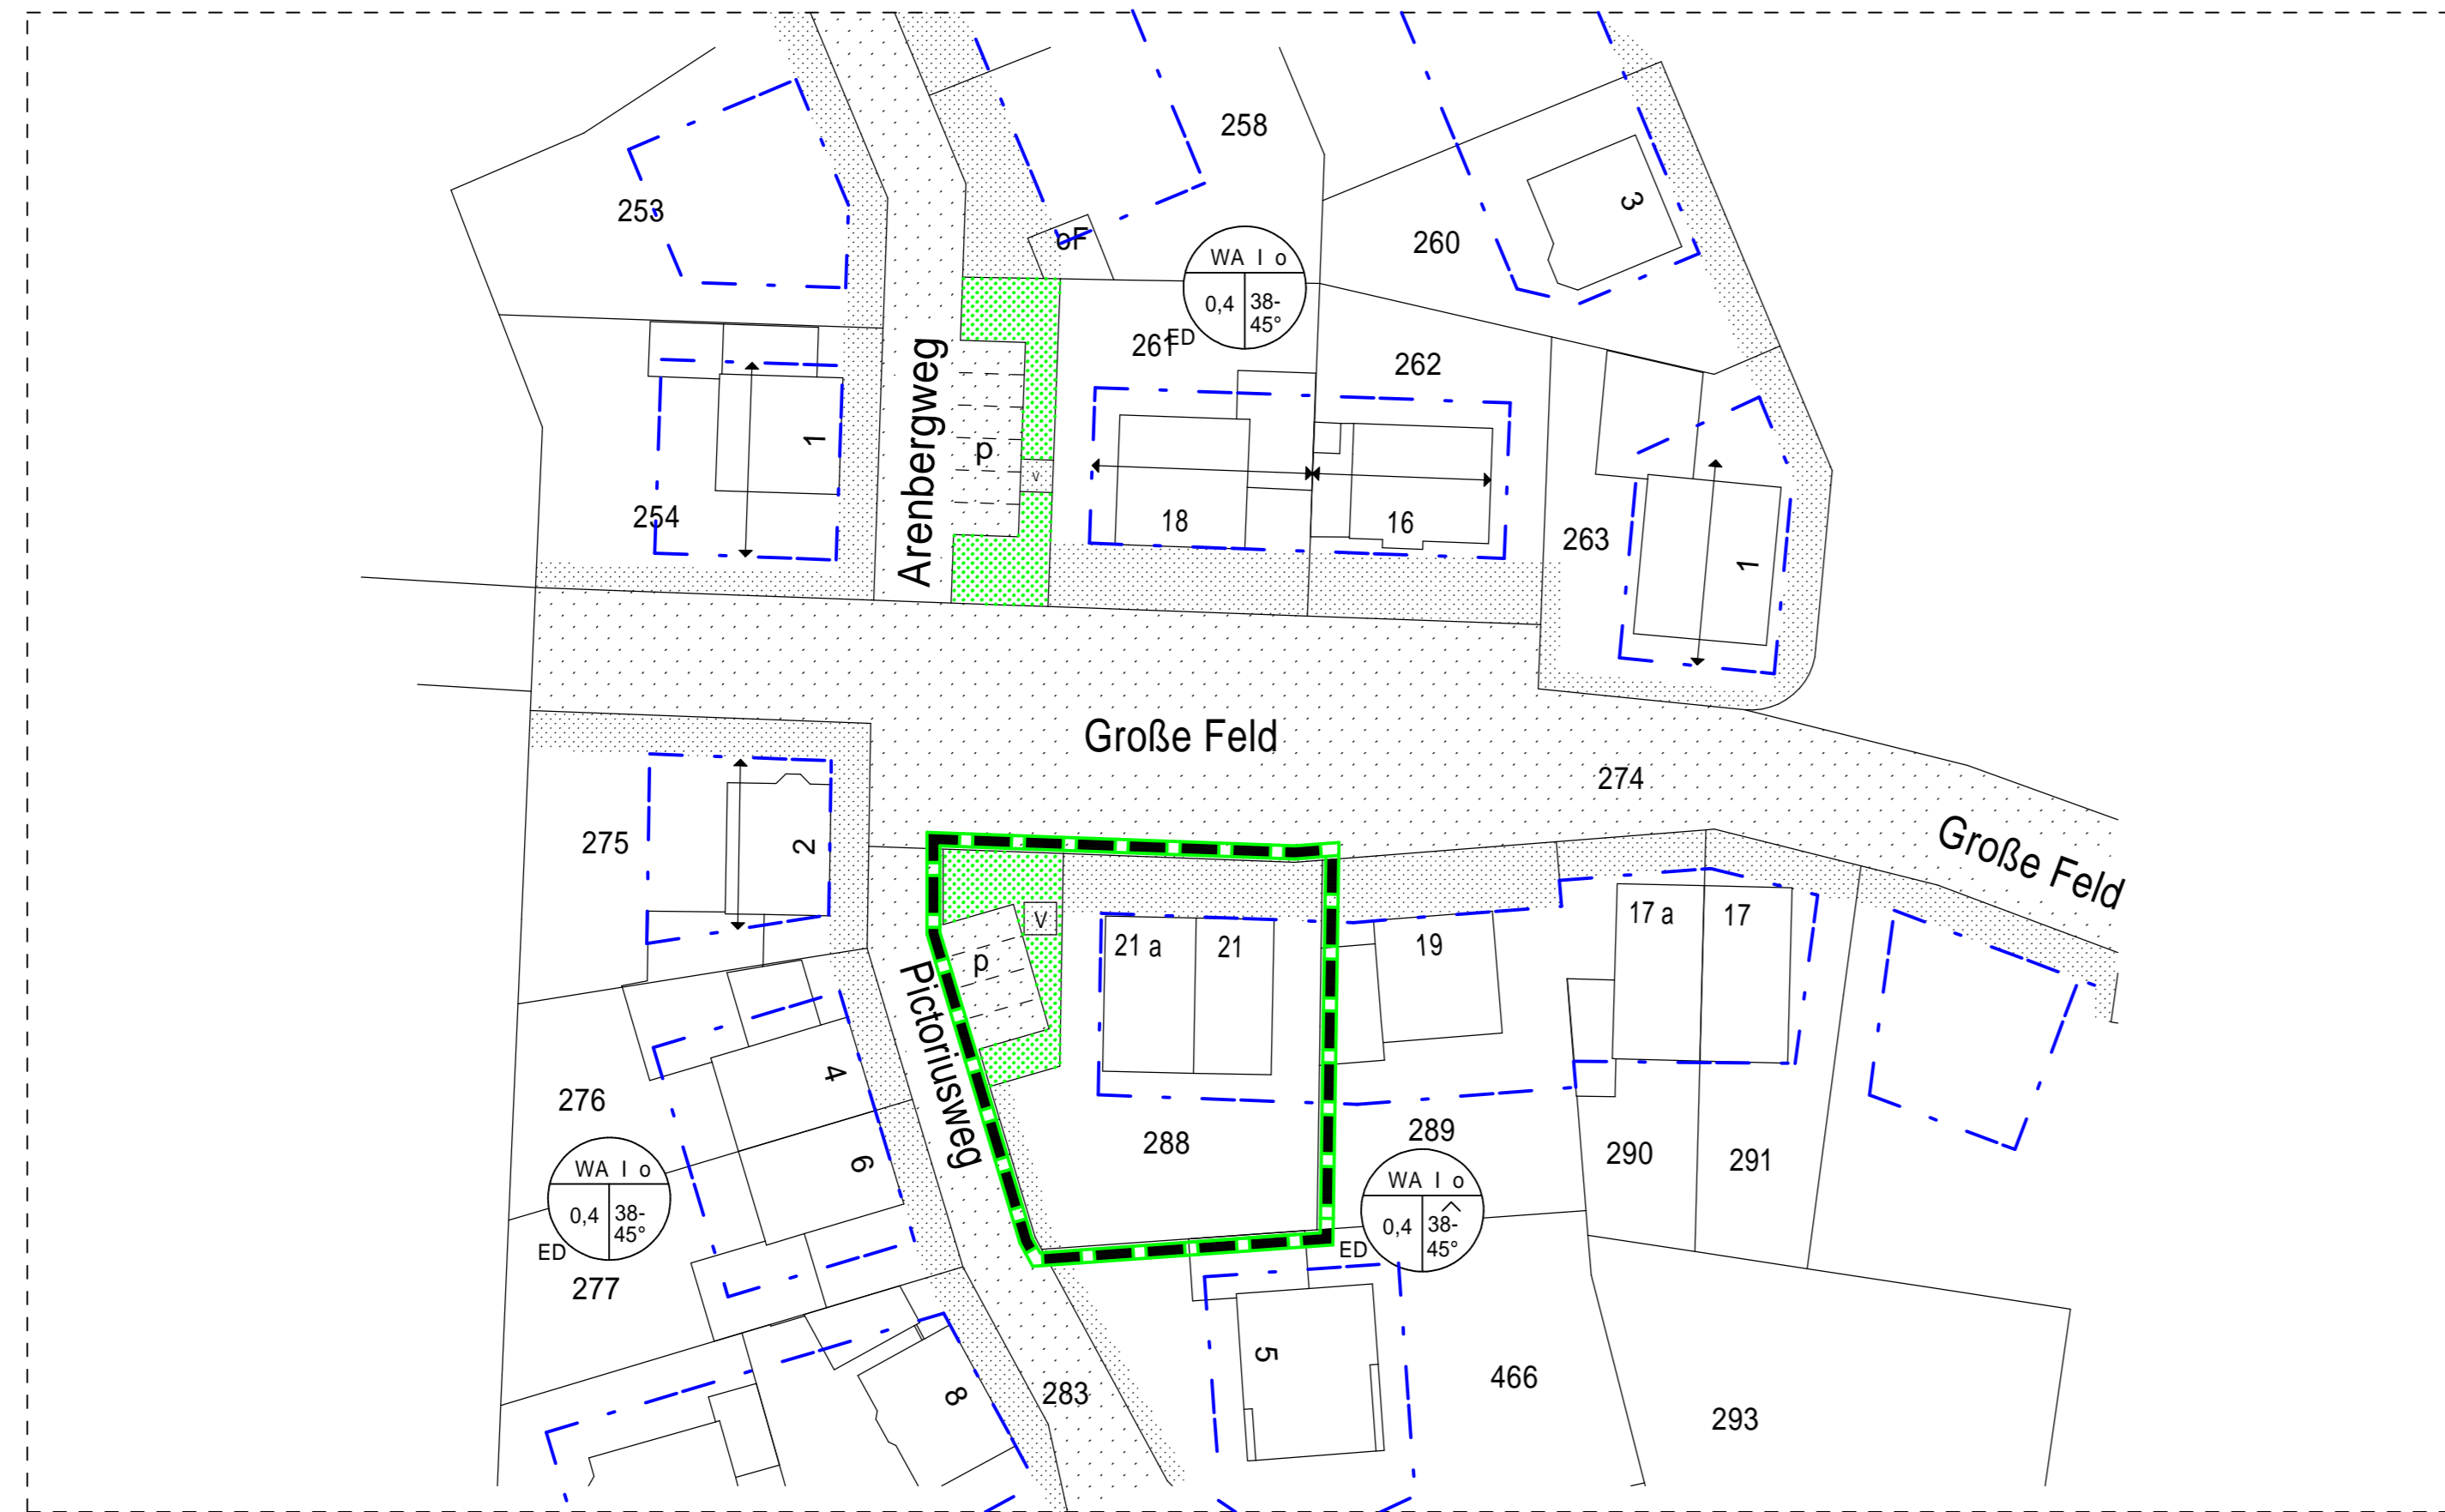 258
253
3
260
oF
WA I o
0,4
38-
45°
ED
261
262
Arenbergweg
1
p
v
254
18
16
263
1
Große Feld
274
Große Feld
275
2
V
p
21 a
21
19
17 a
17
Pictoriusweg
4
276
6
288
289
290
291
WA I o
0,4
38-
45°
ED
WA I o
0,4
38-
45°
ED
277
5
8
283
466
293